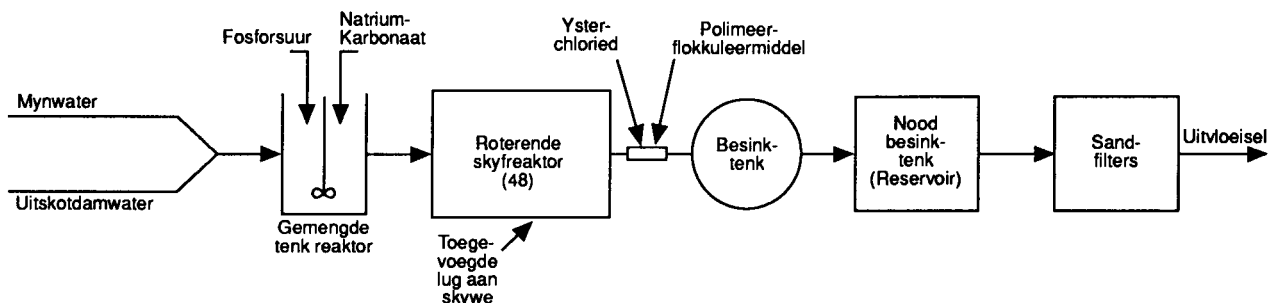 Mynwater
Uitskotdamwater
Fosforsuur
Natrium-
Karbonaat
Gemengde
tenk reaktor
Roterende
skyfreaktor
(48)
Toege-
voegde
lug aan
skywe
Yster-
chloried
Polimeer-
flokkuleermiddel
Besink-
tenk
Nood
besink-
tenk
(Reservoir)
Sand-
filters
Uitvloeisel